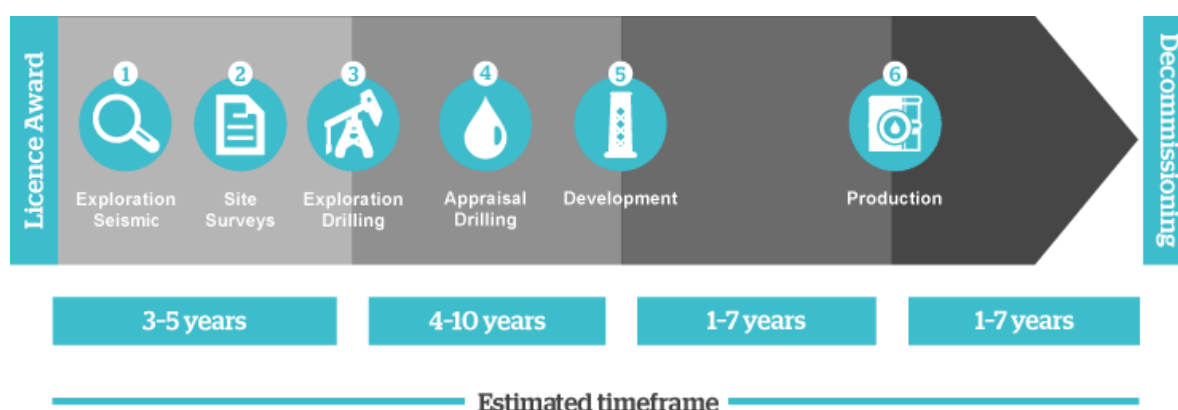 Licence Award
1
2
3
4
5
6
Exploration
Seismic
Site
Surveys
Exploration
Drilling
Appraisal
Drilling
Development
Production
Decommissioning
3-5 years
4-10 years
1-7 years
1-7 years
Estimated timeframe